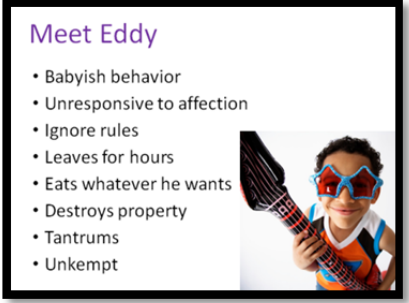 Meet Eddy
• Babyish behavior
• Unresponsive to affection
• Ignore rules
• Leaves for hours
• Eats whatever he wants
• Destroys property
• Tantrums
• Unkempt